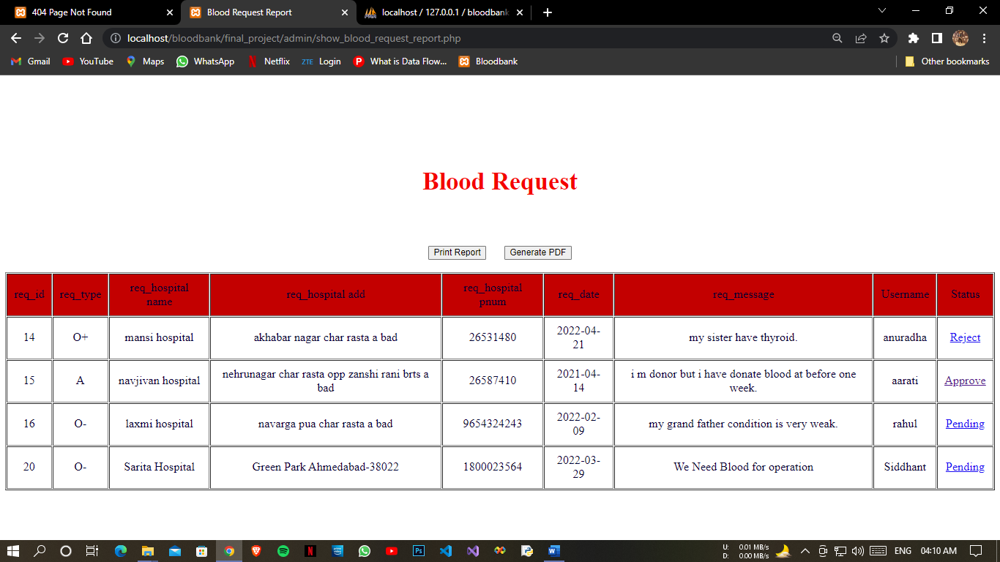 404 Page Not Found
Blood Request Report
localhost / 127.0.0.1 / bloodbank
localhost/bloodbank/final_project/admin/show_blood_request_report.php
Gmail YouTube Maps WhatsApp Netflix ZTE Login What is Data Flow... Bloodbank Other bookmarks
Blood Request
Print Report Generate PDF
req_id req_type req_hospital name req_hospital add req_hospital pnum req_date req_message Username Status
14 O+ mansi hospital akhabar nagar char rasta a bad 26531480 2022-04-21 my sister have thyroid. anuradha Reject
15 A navjivan hospital nehrunagar char rasta opp zanshi rani brts a bad 26587410 2021-04-14 i m donor but i have donate blood at before one week. aarati Approve
16 O- laxmi hospital navarga pua char rasta a bad 9654324243 2022-02-09 my grand father condition is very weak. rahul Pending
20 O- Sarita Hospital Green Park Ahmedabad-38022 1800023564 2022-03-29 We Need Blood for operation Siddhant Pending
U: 0.01 MB/s
D: 0.00 MB/s
ENG 04:10 AM